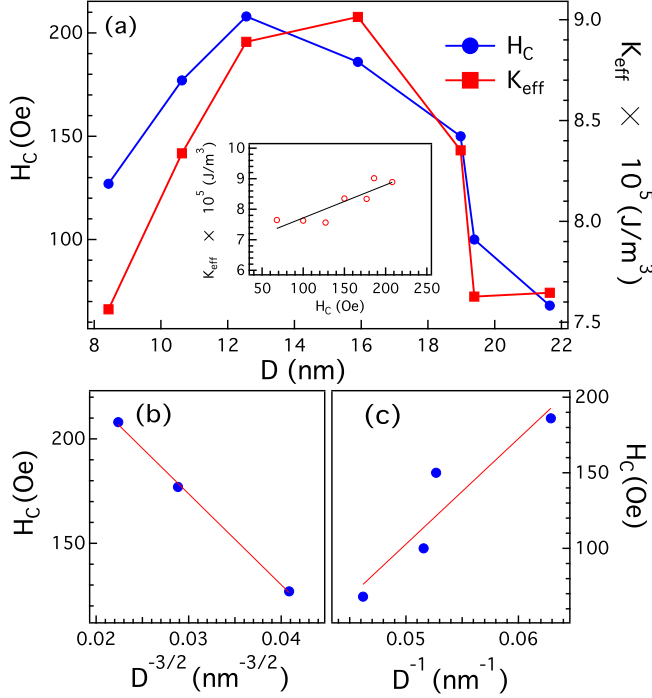 (a)
H_C
K_eff
200
150
100
H_C (Oe)
9.0
8.5
8.0
7.5
K_eff × 10^5 (J/m^3)
10
9
8
7
6
K_eff × 10^5 (J/m^3)
50 100 150 200 250
H_C (Oe)
8 10 12 14 16 18 20 22
D (nm)
(b)
200
150
H_C (Oe)
0.02 0.03 0.04
D^-3/2 (nm^-3/2)
(c)
200
150
100
H_C (Oe)
0.05 0.06
D^-1 (nm^-1)